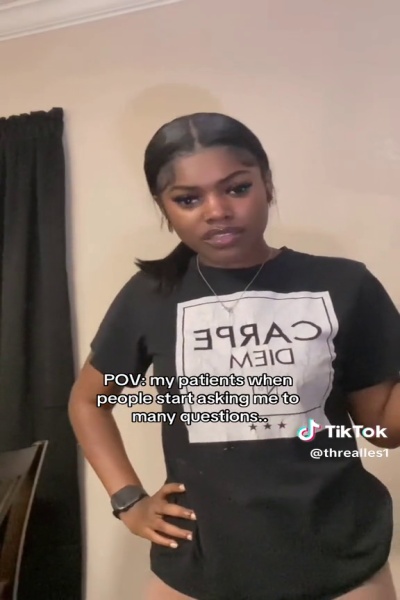 CARPE
DIEM
POV: my patients when
people start asking me to
many questions..
TikTok
@threalles1